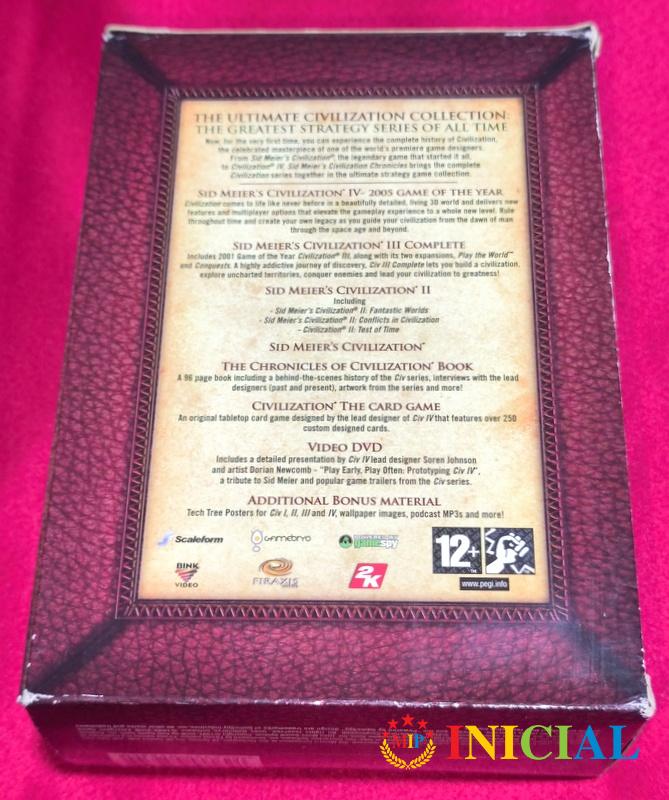 THE ULTIMATE CIVILIZATION COLLECTION:
THE GREATEST STRATEGY SERIES OF ALL TIME
Now, for the very first time, you can experience the complete history of Civilization,
the celebrated masterpiece of one of the world's premiere game designers.
From Sid Meier's Civilization®, the legendary game that started it all,
to Civilization IV, Sid Meier's Civilization Chronicles brings the complete
Civilization series together in the ultimate strategy game collection.
SID MEIER'S CIVILIZATION® IV- 2005 GAME OF THE YEAR
Civilization comes to life like never before in a beautifully detailed, living 3D world and delivers new
features and multiplayer options that elevate the gameplay experience to a whole new level. Rule
throughout time and create your own legacy as you guide your civilization from the dawn of man
through the space age and beyond.
SID MEIER'S CIVILIZATION® III COMPLETE
Includes 2001 Game of the Year Civilization® III, along with its two expansions, Play the World™
and Conquests. A highly addictive journey of discovery, Civ III Complete lets you build a civilization,
explore uncharted territories, conquer enemies and lead your civilization to greatness!
SID MEIER'S CIVILIZATION® II
Including
- Sid Meier's Civilization® II: Fantastic Worlds
- Sid Meier's Civilization® II: Conflicts in Civilization
- Civilization® II: Test of Time
SID MEIER'S CIVILIZATION®
THE CHRONICLES OF CIVILIZATION® BOOK
A 96 page book including a behind-the-scenes history of the Civ series, interviews with the lead
designers (past and present), artwork from the series and more!
CIVILIZATION® THE CARD GAME
An original tabletop card game designed by the lead designer of Civ IV that features over 250
custom designed cards.
VIDEO DVD
Includes a detailed presentation by Civ IV lead designer Soren Johnson
and artist Dorian Newcomb - "Play Early, Play Often: Prototyping Civ IV",
a tribute to Sid Meier and popular game trailers from the Civ series.
ADDITIONAL BONUS MATERIAL
Tech Tree Posters for Civ I, II, III and IV, wallpaper images, podcast MP3s and more!
Scaleform
GAMEBRYO
gamespy
12+
BINK
VIDEO
FIRAXIS
GAMES
2K
www.pegi.info
MIP
INICIAL